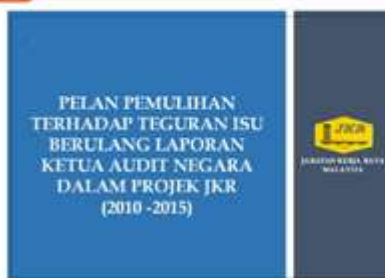 PELAN PEMULIHAN
TERHADAP TEGURAN ISU
BERULANG LAPORAN
KETUA AUDIT NEGARA
DALAM PROJEK JKR
(2010 -2015)
JKR
JABATAN KERJA RAYA
MALAYSIA